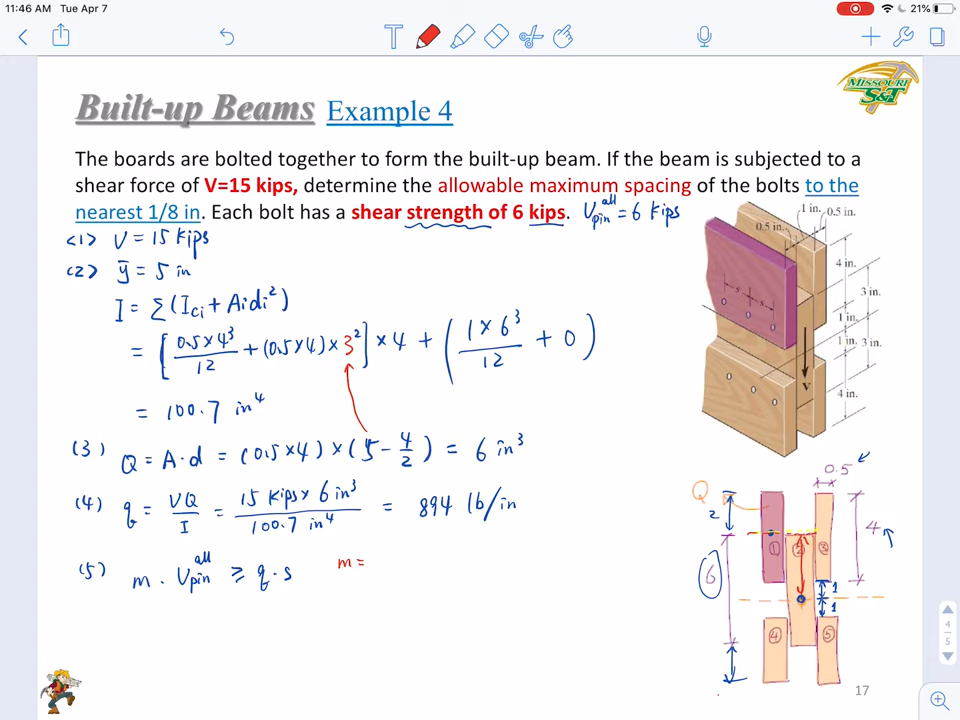 11:46 AM Tue Apr 7
21%
Built-up Beams Example 4
MISSOURI
S&T
The boards are bolted together to form the built-up beam. If the beam is subjected to a
shear force of V=15 kips, determine the allowable maximum spacing of the bolts to the
nearest 1/8 in. Each bolt has a shear strength of 6 kips. V_pin^all = 6 kips
(1) V = 15 kips
(2) ȳ = 5 in
I = Σ(I_ci + Aidi²)
= [0.5×4³/12 + (0.5×4)×3²]×4 + (1×6³/12 + 0)
= 100.7 in⁴
(3) Q = A·d = (0.5×4)×(5 - 4/2) = 6 in³
(4) q = VQ/I = 15 kips × 6 in³/100.7 in⁴ = 894 lb/in
(5) m · V_pin^all ≥ q·s m =
1 in.
0.5 in.
0.5 in.
4 in.
3 in.
1 in.
1 in.
3 in.
4 in.
s
s
V
0.5
Q
2
4
6
1
1
①
②
③
④
⑤
17
4
5